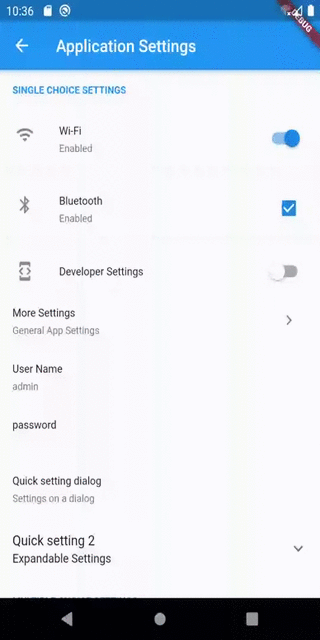 10:36
DEBUG
Application Settings
SINGLE CHOICE SETTINGS
Wi-Fi
Enabled
Bluetooth
Enabled
Developer Settings
More Settings
General App Settings
User Name
admin
password
Quick setting dialog
Settings on a dialog
Quick setting 2
Expandable Settings